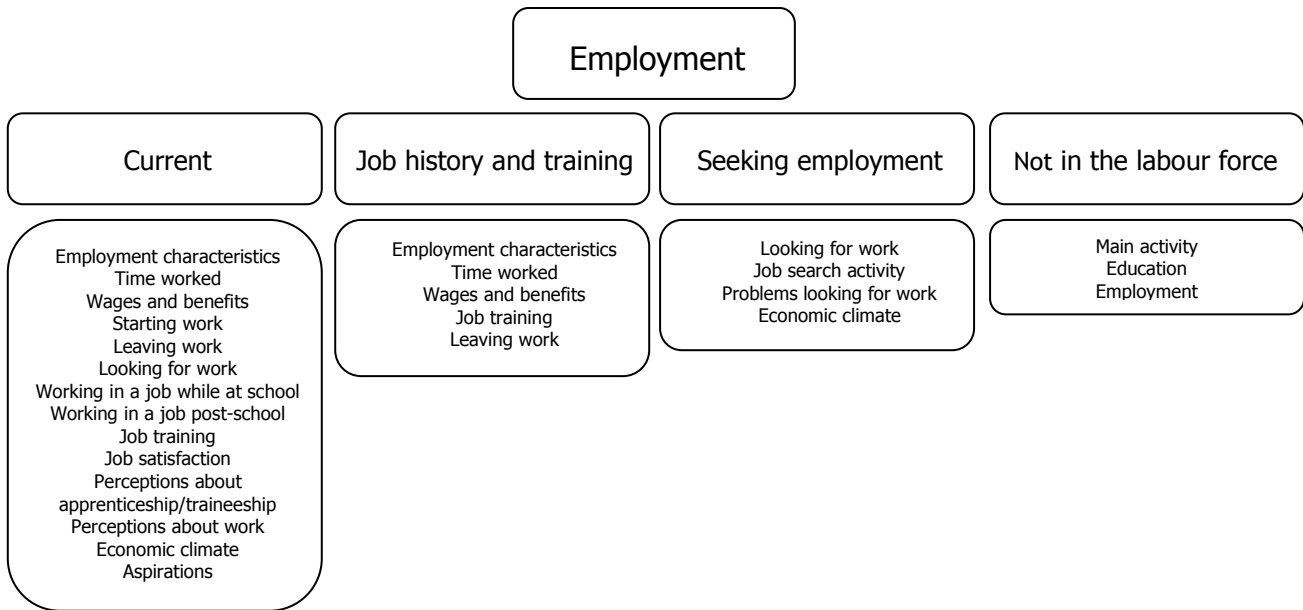 Employment
Current
Job history and training
Seeking employment
Not in the labour force
Employment characteristics
Time worked
Wages and benefits
Starting work
Leaving work
Looking for work
Working in a job while at school
Working in a job post-school
Job training
Job satisfaction
Perceptions about
apprenticeship/traineeship
Perceptions about work
Economic climate
Aspirations
Employment characteristics
Time worked
Wages and benefits
Job training
Leaving work
Looking for work
Job search activity
Problems looking for work
Economic climate
Main activity
Education
Employment